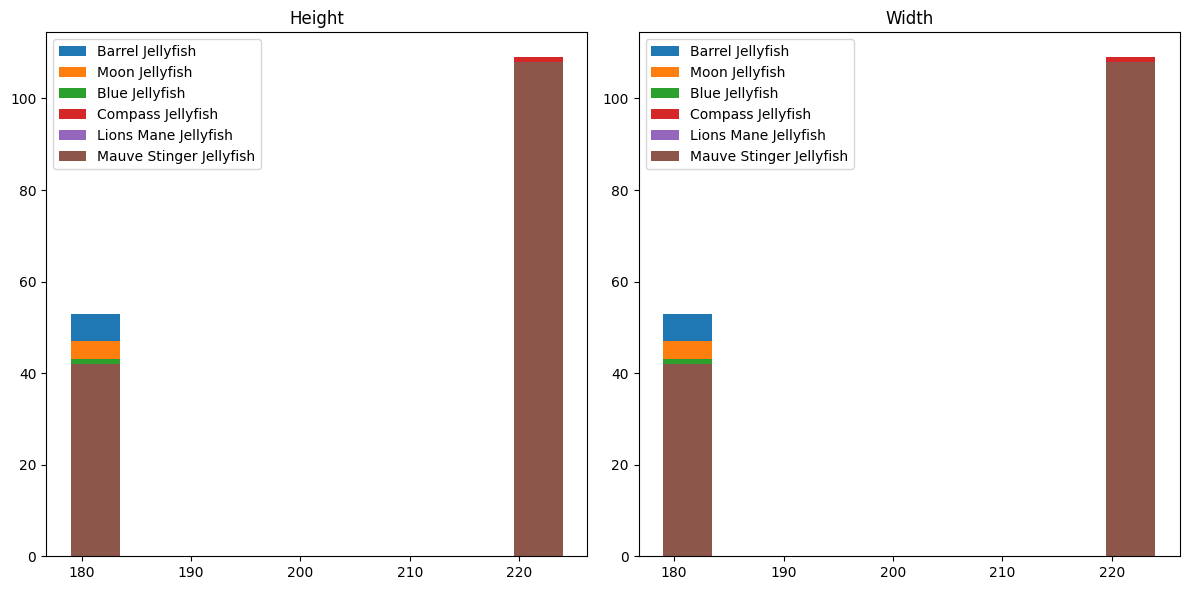 Height
Barrel Jellyfish
Moon Jellyfish
Blue Jellyfish
Compass Jellyfish
Lions Mane Jellyfish
Mauve Stinger Jellyfish
100
80
60
40
20
0
180 190 200 210 220
Width
Barrel Jellyfish
Moon Jellyfish
Blue Jellyfish
Compass Jellyfish
Lions Mane Jellyfish
Mauve Stinger Jellyfish
100
80
60
40
20
0
180 190 200 210 220